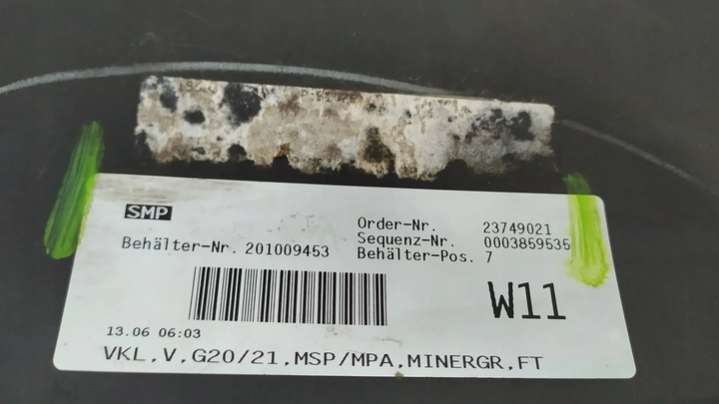 SMP
Order-Nr. 23749021
Sequenz-Nr. 0003869535
Behälter-Nr. 201009453
Behälter-Pos. 7
W11
13.06 06:03
VKL,V,G20/21,MSP/MPA,MINERGR,FT